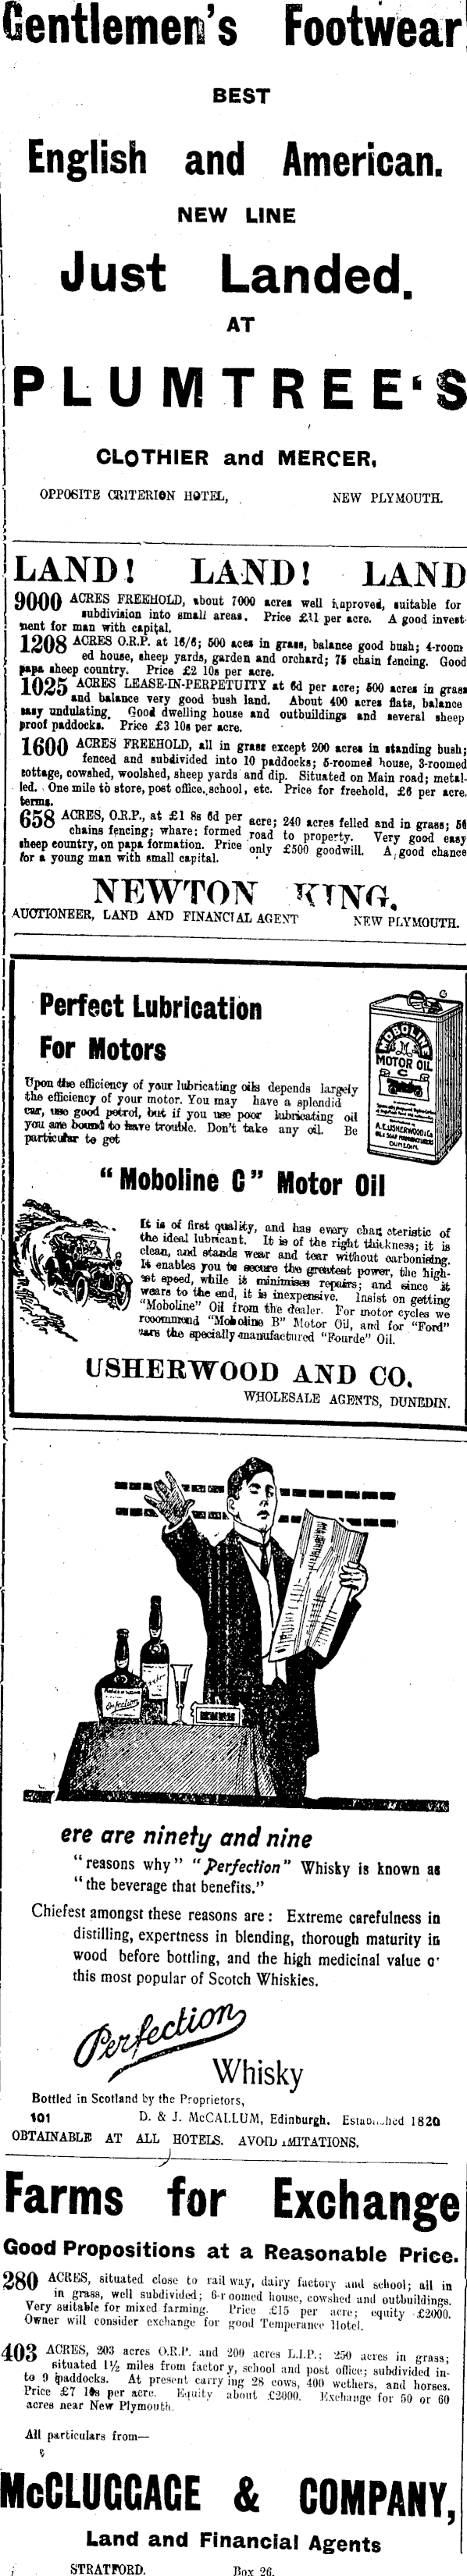 Gentlemen's Footwear
BEST
English and American.
NEW LINE
Just Landed.
AT
PLUMTREE'S
CLOTHIER and MERCER,
OPPOSITE CRITERION HOTEL, NEW PLYMOUTH.
LAND! LAND! LAND
9000 ACRES FREEHOLD, about 7000 acres well improved, suitable for
subdivision into small areas. Price £11 per acre. A good invest-
ment for man with capital.
1208 ACRES O.R.P. at 16/6; 500 aces in grass, balance good bush; 4-room
ed house, sheep yards, garden and orchard; 75 chain fencing. Good
papa sheep country. Price £2 10s per acre.
1025 ACRES LEASE-IN-PERPETUITY at 6d per acre; 500 acres in grass
and balance very good bush land. About 400 acres flats, balance
easy undulating. Good dwelling house and outbuildings and several sheep
proof paddocks. Price £3 10s per acre.
1600 ACRES FREEHOLD, all in grass except 200 acres in standing bush;
fenced and subdivided into 10 paddocks; 5-roomed house, 3-roomed
cottage, cowshed, woolshed, sheep yards and dip. Situated on Main road; metal-
led. One mile to store, post office, school, etc. Price for freehold, £6 per acre.
terms.
658 ACRES, O.R.P., at £1 8s 6d per acre; 240 acres felled and in grass; 56
chains fencing; whare: formed road to property. Very good easy
sheep country, on papa formation. Price only £500 goodwill. A good chance
for a young man with small capital.
NEWTON KING,
AUCTIONEER, LAND AND FINANCIAL AGENT NEW PLYMOUTH.
Perfect Lubrication
For Motors
MOBOLINE
MOTOR OIL
C
A.E. USHERWOOD & Co
DUNEDIN
Upon the efficiency of your lubricating oils depends largely
the efficiency of your motor. You may have a splendid
car, use good petrol, but if you use poor lubricating oil
you are bound to have trouble. Don't take any oil. Be
particular to get
"Moboline C" Motor Oil
It is of first quality, and has every characteristic of
the ideal lubricant. It is of the right thickness; it is
clean, and stands wear and tear without carbonising.
It enables you to secure the greatest power, the high-
est speed, while it minimises repairs; and since it
wears to the end, it is inexpensive. Insist on getting
"Moboline" Oil from the dealer. For motor cycles we
recommend "Moboline B" Motor Oil, and for "Ford"
cars the specially manufactured "Fourde" Oil.
USHERWOOD AND CO.
WHOLESALE AGENTS, DUNEDIN.
Perfection
ere are ninety and nine
"reasons why" "Perfection" Whisky is known as
"the beverage that benefits."
Chiefest amongst these reasons are: Extreme carefulness in
distilling, expertness in blending, thorough maturity in
wood before bottling, and the high medicinal value o
this most popular of Scotch Whiskies.
Perfection
Whisky
Bottled in Scotland by the Proprietors,
101 D. & J. McCALLUM, Edinburgh. Established 1820
OBTAINABLE AT ALL HOTELS. AVOID IMITATIONS.
Farms for Exchange
Good Propositions at a Reasonable Price.
280 ACRES, situated close to railway, dairy factory and school; all in
in grass, well subdivided; 6-roomed house, cowshed and outbuildings.
Very suitable for mixed farming. Price £15 per acre; equity £2000.
Owner will consider exchange for good Temperance Hotel.
403 ACRES, 203 acres O.R.P. and 200 acres L.I.P.; 250 acres in grass;
situated 1½ miles from factory, school and post office; subdivided in-
to 9 paddocks. At present carrying 28 cows, 400 wethers, and horses.
Price £7 10s per acre. Equity about £2000. Exchange for 50 or 60
acres near New Plymouth.
All particulars from—
McCLUGGAGE & COMPANY,
Land and Financial Agents
STRATFORD. Box 26.